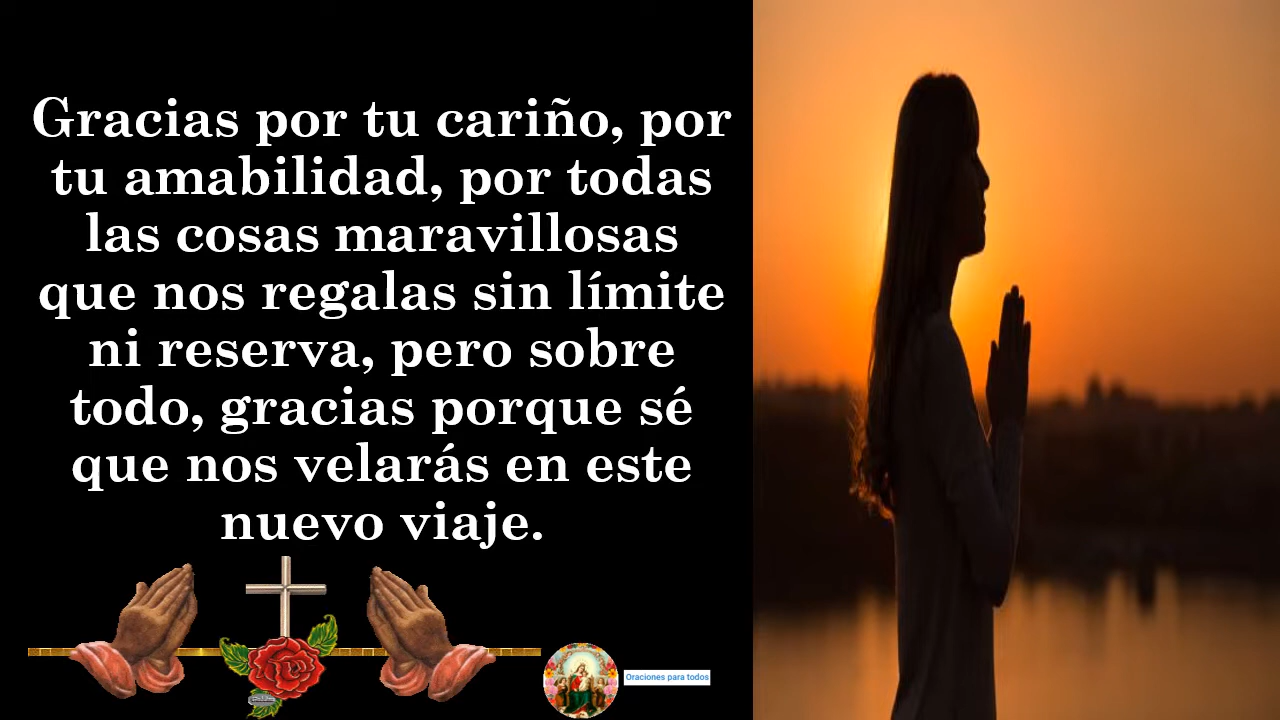 Gracias por tu cariño, por
tu amabilidad, por todas
las cosas maravillosas
que nos regalas sin límite
ni reserva, pero sobre
todo, gracias porque sé
que nos velarás en este
nuevo viaje.
Oraciones para todos